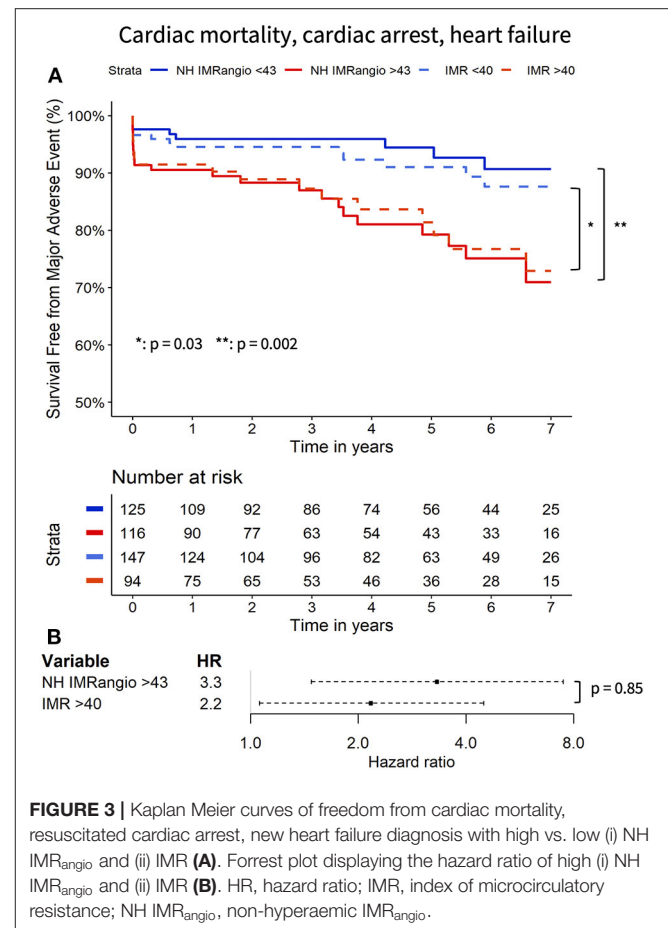 Cardiac mortality, cardiac arrest, heart failure
A
Strata NH IMRangio <43 NH IMRangio >43 IMR <40 IMR >40
Survival Free from Major Adverse Event (%)
100%
90%
80%
70%
60%
50%
* **
*: p = 0.03 **: p = 0.002
0 1 2 3 4 5 6 7
Time in years
Number at risk
Strata
125 109 92 86 74 56 44 25
116 90 77 63 54 43 33 16
147 124 104 96 82 63 49 26
94 75 65 53 46 36 28 15
0 1 2 3 4 5 6 7
Time in years
B
Variable HR
NH IMRangio >43 3.3
IMR >40 2.2
p = 0.85
1.0 2.0 4.0 8.0
Hazard ratio
FIGURE 3 | Kaplan Meier curves of freedom from cardiac mortality,
resuscitated cardiac arrest, new heart failure diagnosis with high vs. low (i) NH
IMRangio and (ii) IMR (A). Forrest plot displaying the hazard ratio of high (i) NH
IMRangio and (ii) IMR (B). HR, hazard ratio; IMR, index of microcirculatory
resistance; NH IMRangio, non-hyperaemic IMRangio.